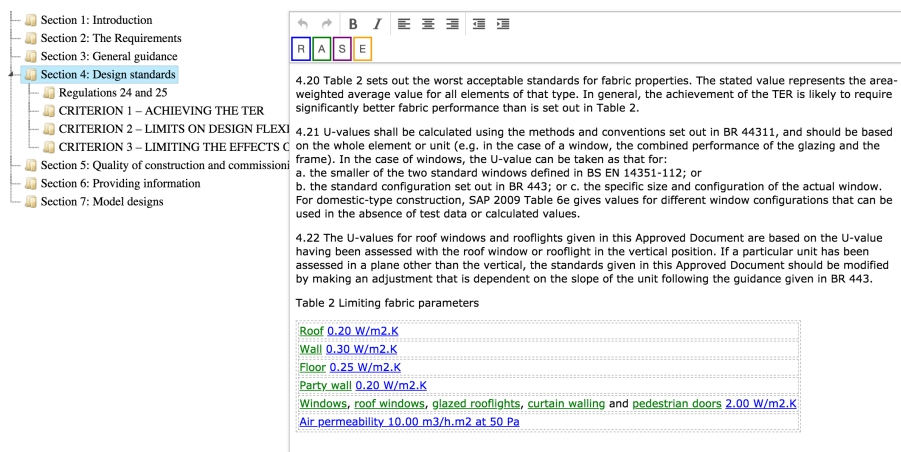 Section 1: Introduction
Section 2: The Requirements
Section 3: General guidance
Section 4: Design standards
Regulations 24 and 25
CRITERION 1 – ACHIEVING THE TER
CRITERION 2 – LIMITS ON DESIGN FLEXI
CRITERION 3 – LIMITING THE EFFECTS O
Section 5: Quality of construction and commissioni
Section 6: Providing information
Section 7: Model designs
B I
R A S E
4.20 Table 2 sets out the worst acceptable standards for fabric properties. The stated value represents the area-
weighted average value for all elements of that type. In general, the achievement of the TER is likely to require
significantly better fabric performance than is set out in Table 2.
4.21 U-values shall be calculated using the methods and conventions set out in BR 44311, and should be based
on the whole element or unit (e.g. in the case of a window, the combined performance of the glazing and the
frame). In the case of windows, the U-value can be taken as that for:
a. the smaller of the two standard windows defined in BS EN 14351-112; or
b. the standard configuration set out in BR 443; or c. the specific size and configuration of the actual window.
For domestic-type construction, SAP 2009 Table 6e gives values for different window configurations that can be
used in the absence of test data or calculated values.
4.22 The U-values for roof windows and rooflights given in this Approved Document are based on the U-value
having been assessed with the roof window or rooflight in the vertical position. If a particular unit has been
assessed in a plane other than the vertical, the standards given in this Approved Document should be modified
by making an adjustment that is dependent on the slope of the unit following the guidance given in BR 443.
Table 2 Limiting fabric parameters
Roof 0.20 W/m2.K
Wall 0.30 W/m2.K
Floor 0.25 W/m2.K
Party wall 0.20 W/m2.K
Windows, roof windows, glazed rooflights, curtain walling and pedestrian doors 2.00 W/m2.K
Air permeability 10.00 m3/h.m2 at 50 Pa